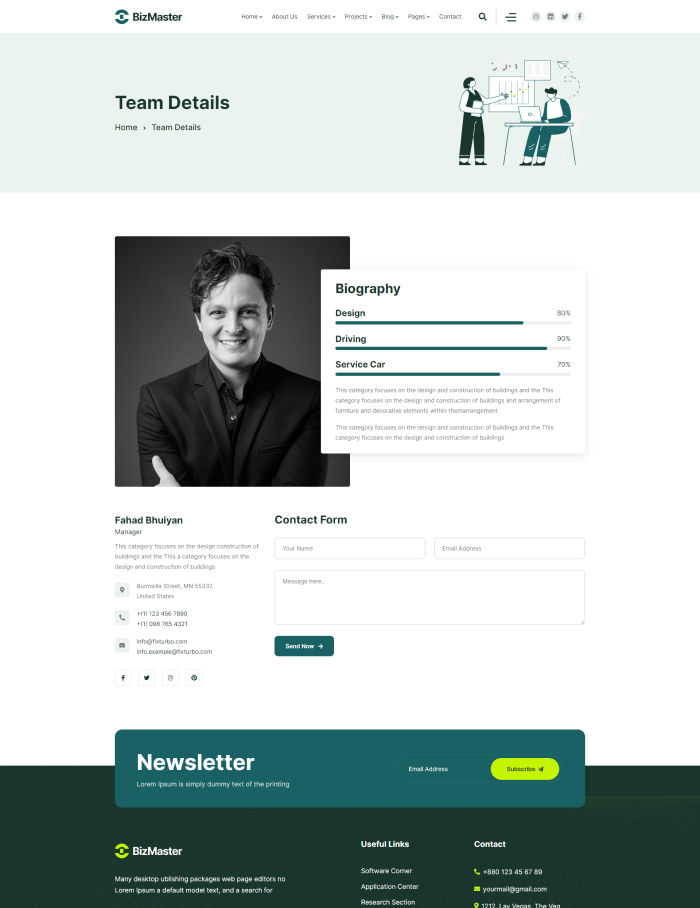 BizMaster
Home About Us Services Projects Blog Pages Contact
Team Details
Home › Team Details
Biography
Design 80%
Driving 90%
Service Car 70%
This category focuses on the design and construction of buildings and the This
category focuses on the design and construction of buildings and arrangement of
furniture and decorative elements within themarrangement
This category focuses on the design and construction of buildings and the This
category focuses on the design and construction of buildings
Fahad Bhuiyan
Manager
This category focuses on the design construction of
buildings and the This a category focuses on the
design and construction of buildings
Burnsille Street, MN 55337,
United States
+(1) 123 456 7890
+(1) 098 765 4321
info@fixturbo.com
info.example@fixturbo.com
Contact Form
Your Name
Email Address
Message here..
Send Now
Newsletter
Lorem Ipsum is simply dummy text of the printing
Email Address
Subscribe
BizMaster
Many desktop ublishing packages web page editors no
Lorem Ipsum a default model text, and a search for
Useful Links
Software Corner
Application Center
Research Section
Contact
+880 123 45 67 89
yourmail@gmail.com
1212, Lay Vegas, The Veg